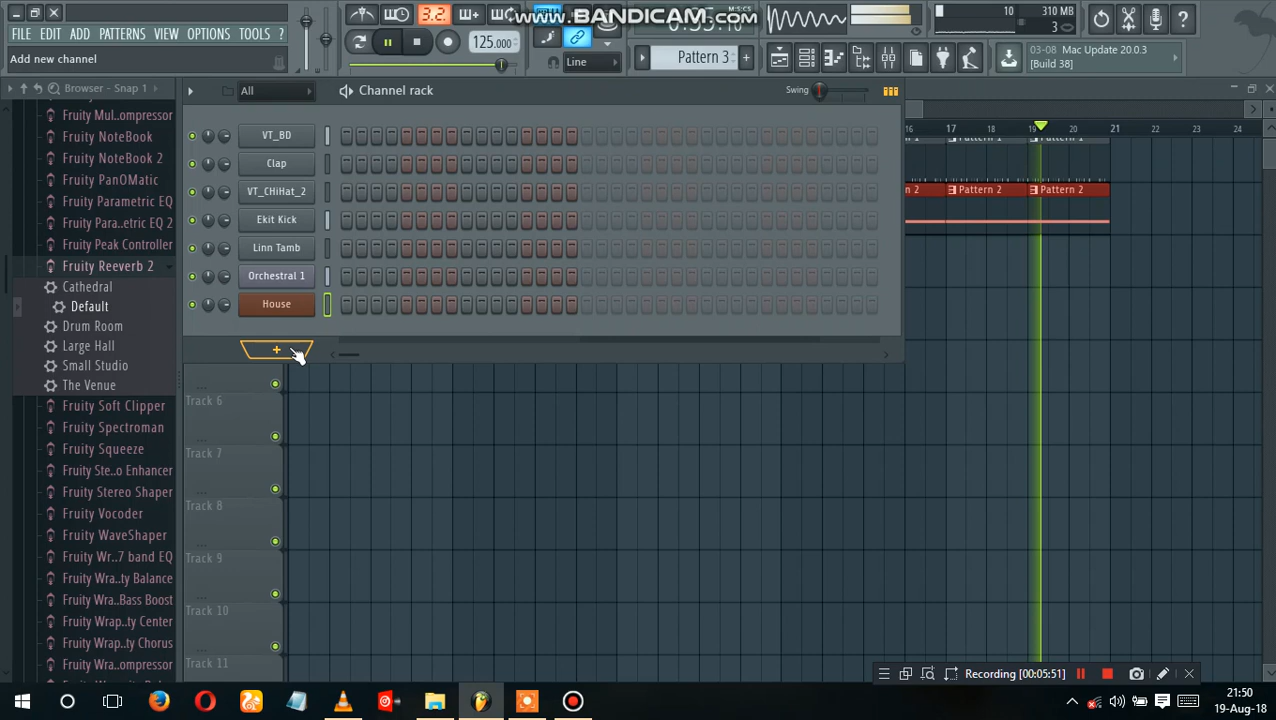 www.BANDICAM.com
3.2
10
310 MB
3
FILE EDIT ADD PATTERNS VIEW OPTIONS TOOLS ?
125.000
Line
Pattern 3
03-08 Mac Update 20.0.3
[Build 38]
Add new channel
Browser - Snap 1
All
Channel rack
Swing
Fruity Mul..ompressor
Fruity NoteBook
Fruity NoteBook 2
Fruity PanOMatic
Fruity Parametric EQ
Fruity Para..etric EQ 2
Fruity Peak Controller
Fruity Reeverb 2
Cathedral
Default
Drum Room
Large Hall
Small Studio
The Venue
Fruity Soft Clipper
Fruity Spectroman
Fruity Squeeze
Fruity Ste..o Enhancer
Fruity Stereo Shaper
Fruity Vocoder
Fruity WaveShaper
Fruity Wr..7 band EQ
Fruity Wra..ty Balance
Fruity Wra..Bass Boost
Fruity Wrap..ty Center
Fruity Wrap..ty Chorus
Fruity Wra..ompressor
VT_BD
Clap
VT_CHiHat_2
Ekit Kick
Linn Tamb
Orchestral 1
House
+
16 17 18 19 20 21 22 23 24
Pattern 2
Pattern 2
Track 6
Track 7
Track 8
Track 9
Track 10
Track 11
Recording [00:05:51]
21:50
19-Aug-18